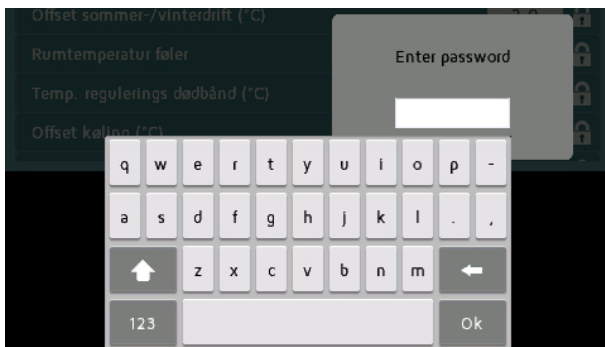 Offset sommer-/vinterdrift (°C)
Rumtemperatur føler
Temp. regulerings dødbånd (°C)
Offset køling (°C)
Enter password
q w e r t y u i o p -
a s d f g h j k l . ,
z x c v b n m
123 Ok